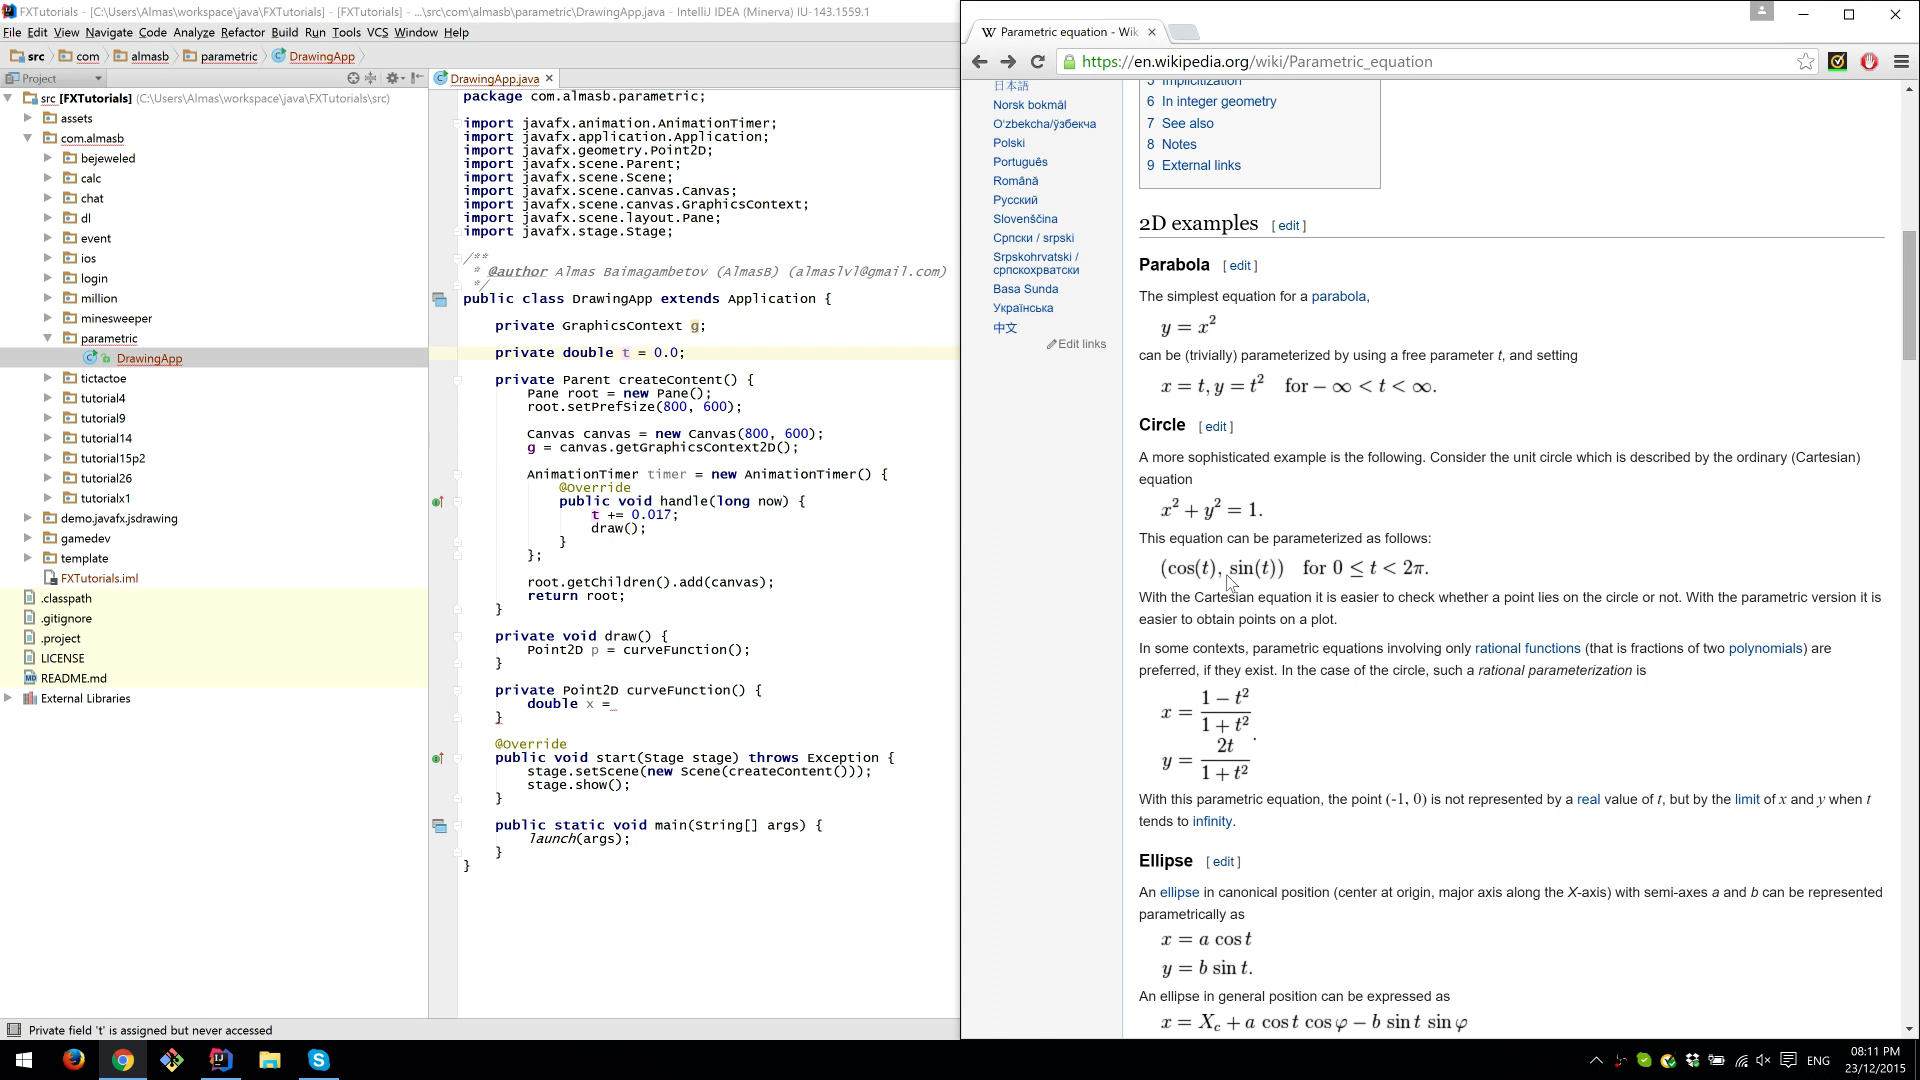 FXTutorials - [C:\Users\Almas\workspace\java\FXTutorials] - [FXTutorials] - ...\src\com\almasb\parametric\DrawingApp.java - IntelliJ IDEA (Minerva) IU-143.1559.1
File Edit View Navigate Code Analyze Refactor Build Run Tools VCS Window Help
src com almasb parametric DrawingApp
Project
src [FXTutorials] (C:\Users\Almas\workspace\java\FXTutorials\src)
assets
com.almasb
bejeweled
calc
chat
dl
event
ios
login
million
minesweeper
parametric
DrawingApp
tictactoe
tutorial4
tutorial9
tutorial14
tutorial15p2
tutorial26
tutorialx1
demo.javafx.jsdrawing
gamedev
template
FXTutorials.iml
.classpath
.gitignore
.project
LICENSE
README.md
External Libraries
DrawingApp.java
package com.almasb.parametric;
import javafx.animation.AnimationTimer;
import javafx.application.Application;
import javafx.geometry.Point2D;
import javafx.scene.Parent;
import javafx.scene.Scene;
import javafx.scene.canvas.Canvas;
import javafx.scene.canvas.GraphicsContext;
import javafx.scene.layout.Pane;
import javafx.stage.Stage;
/**
* @author Almas Baimagambetov (AlmasB) (almaslvl@gmail.com)
*/
public class DrawingApp extends Application {
private GraphicsContext g;
private double t = 0.0;
private Parent createContent() {
Pane root = new Pane();
root.setPrefSize(800, 600);
Canvas canvas = new Canvas(800, 600);
g = canvas.getGraphicsContext2D();
AnimationTimer timer = new AnimationTimer() {
@Override
public void handle(long now) {
t += 0.017;
draw();
}
};
root.getChildren().add(canvas);
return root;
}
private void draw() {
Point2D p = curveFunction();
}
private Point2D curveFunction() {
double x =
}
@Override
public void start(Stage stage) throws Exception {
stage.setScene(new Scene(createContent()));
stage.show();
}
public static void main(String[] args) {
launch(args);
}
}
Private field 't' is assigned but never accessed
Parametric equation - Wik
https://en.wikipedia.org/wiki/Parametric_equation
日本語
Norsk bokmål
Oʻzbekcha/ўзбекча
Polski
Português
Română
Русский
Slovenščina
Српски / srpski
Srpskohrvatski /
српскохрватски
Basa Sunda
Українська
中文
Edit links
5 Implicitization
6 In integer geometry
7 See also
8 Notes
9 External links
2D examples [ edit ]
Parabola [ edit ]
The simplest equation for a parabola,
y = x²
can be (trivially) parameterized by using a free parameter t, and setting
x = t, y = t² for − ∞ < t < ∞.
Circle [ edit ]
A more sophisticated example is the following. Consider the unit circle which is described by the ordinary (Cartesian)
equation
x² + y² = 1.
This equation can be parameterized as follows:
(cos(t), sin(t)) for 0 ≤ t < 2π.
With the Cartesian equation it is easier to check whether a point lies on the circle or not. With the parametric version it is
easier to obtain points on a plot.
In some contexts, parametric equations involving only rational functions (that is fractions of two polynomials) are
preferred, if they exist. In the case of the circle, such a rational parameterization is
x = (1 − t²)/(1 + t²)
y = 2t/(1 + t²).
With this parametric equation, the point (-1, 0) is not represented by a real value of t, but by the limit of x and y when t
tends to infinity.
Ellipse [ edit ]
An ellipse in canonical position (center at origin, major axis along the X-axis) with semi-axes a and b can be represented
parametrically as
x = a cos t
y = b sin t.
An ellipse in general position can be expressed as
x = Xc + a cos t cos φ − b sin t sin φ
ENG
08:11 PM
23/12/2015